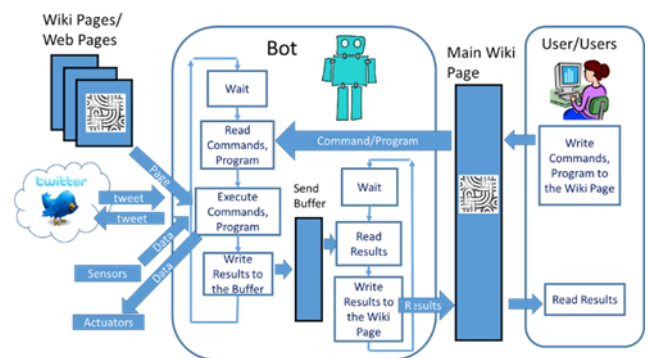 Wiki Pages/
Web Pages
Bot
Main Wiki
Page
User/Users
Wait
Read
Commands,
Program
Command/Program
Write
Commands,
Program to
the Wiki Page
Page
twitter
tweet
tweet
Execute
Commands,
Program
Send
Buffer
Wait
Data
Data
Sensors
Actuators
Write
Results to
the Buffer
Read
Results
Write
Results to
the Wiki
Page
Results
Read Results